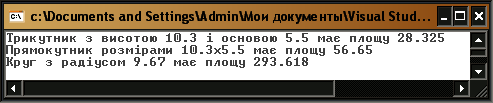 c:\Documents and Settings\Admin\Мои документы\Visual Stud...
Трикутник з висотою 10.3 і основою 5.5 має площу 28.325
Прямокутник розмірами 10.3x5.5 має площу 56.65
Круг з радіусом 9.67 має площу 293.618